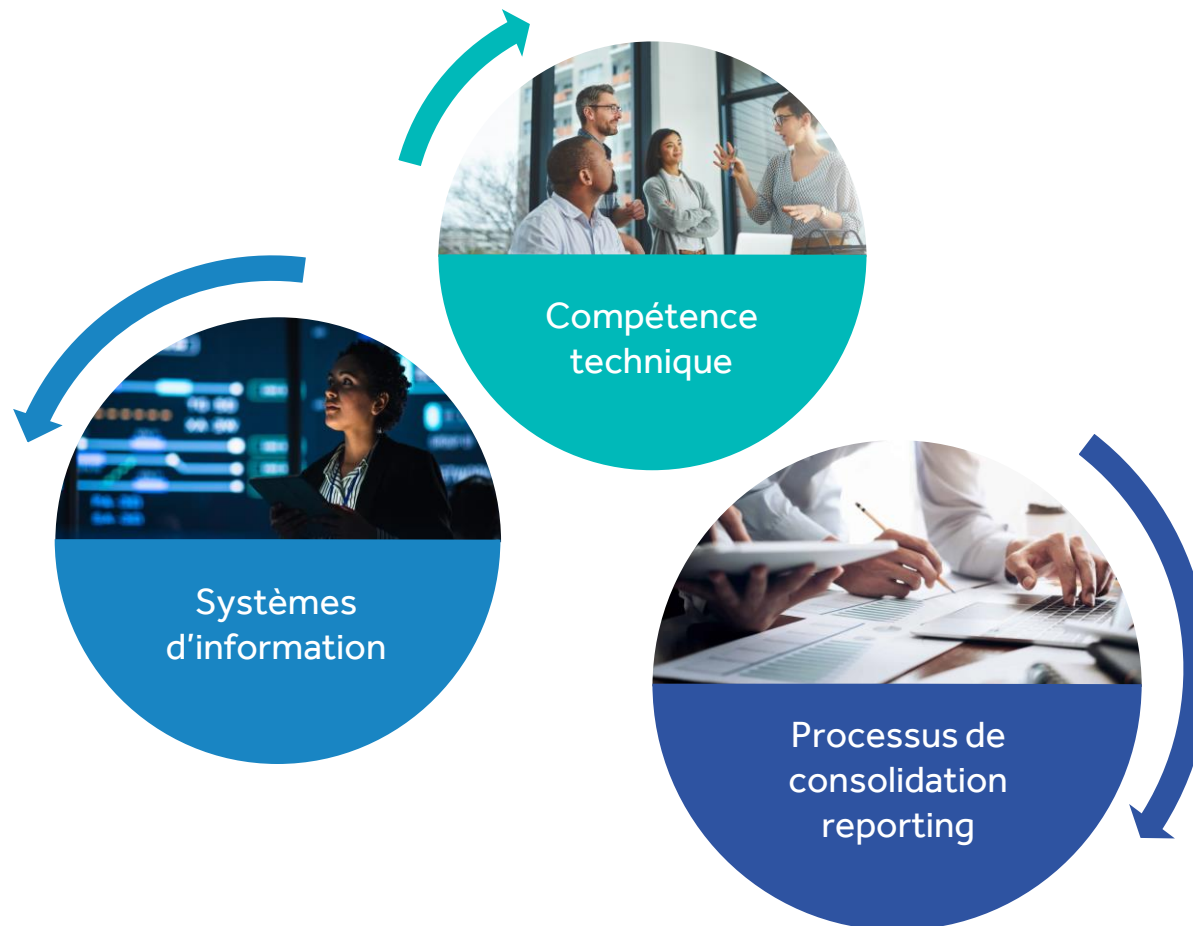 Compétence
technique
Systèmes
d'information
Processus de
consolidation
reporting